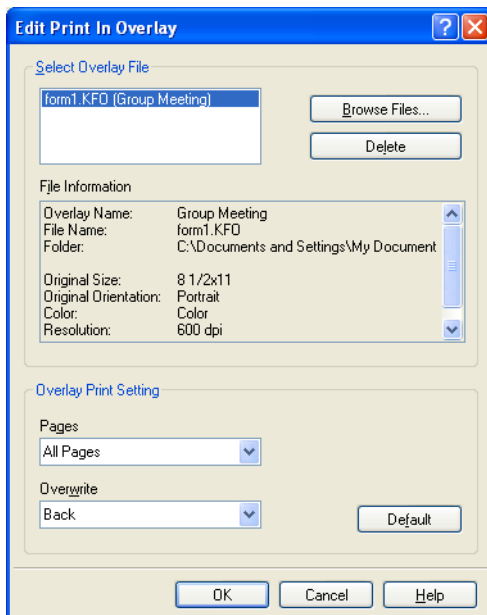 Edit Print In Overlay
Select Overlay File
form1.KFO (Group Meeting)
Browse Files...
Delete
File Information
Overlay Name: Group Meeting
File Name: form1.KFO
Folder: C:\Documents and Settings\My Document
Original Size: 8 1/2x11
Original Orientation: Portrait
Color: Color
Resolution: 600 dpi
Overlay Print Setting
Pages
All Pages
Overwrite
Back
Default
OK Cancel Help